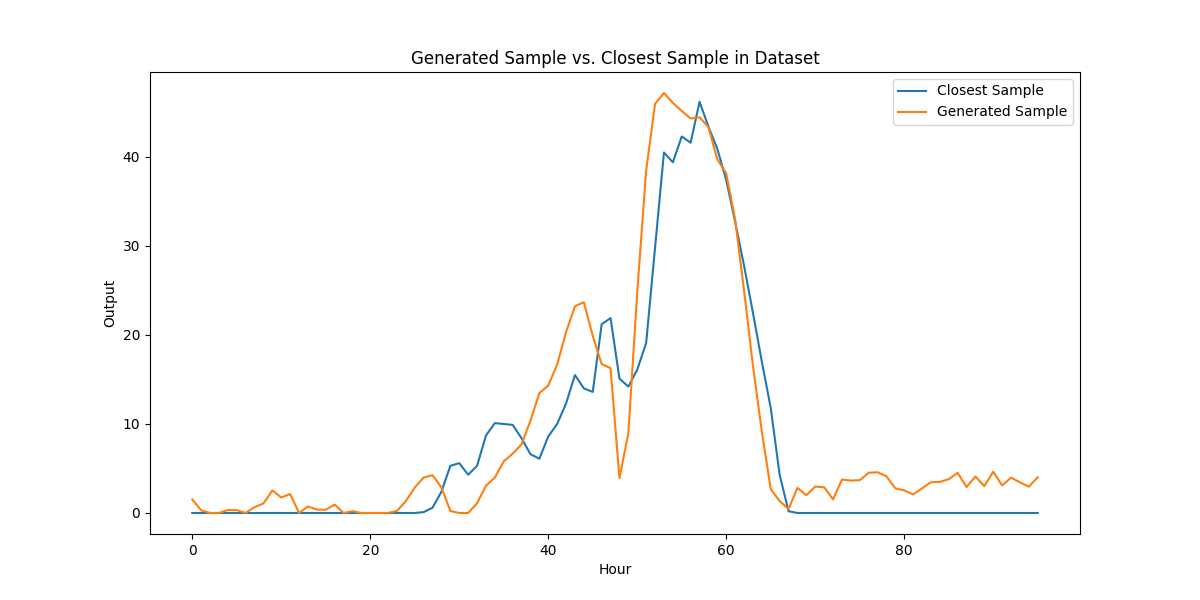 Generated Sample vs. Closest Sample in Dataset
Closest Sample
Generated Sample
Output
40
30
20
10
0
0 20 40 60 80
Hour